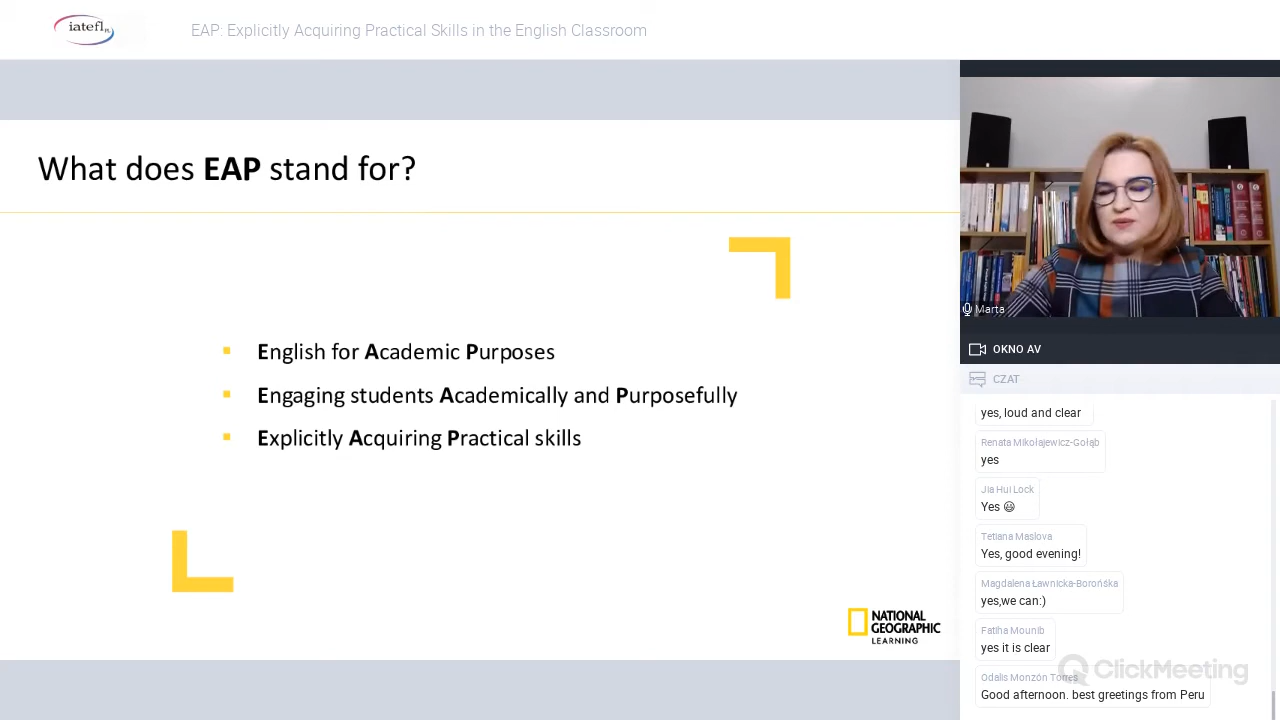 iatefl PL
EAP: Explicitly Acquiring Practical Skills in the English Classroom
What does EAP stand for?
English for Academic Purposes
Engaging students Academically and Purposefully
Explicitly Acquiring Practical skills
NATIONAL
GEOGRAPHIC
LEARNING
Marta
OKNO AV
CZAT
yes, loud and clear
Renata Mikołajewicz-Gołąb
yes
Jia Hui Lock
Yes 😃
Tetiana Maslova
Yes, good evening!
Magdalena Ławnicka-Borońska
yes,we can:)
Fatiha Mounib
yes it is clear
Odalis Monzón Torres
Good afternoon. best greetings from Peru
ClickMeeting